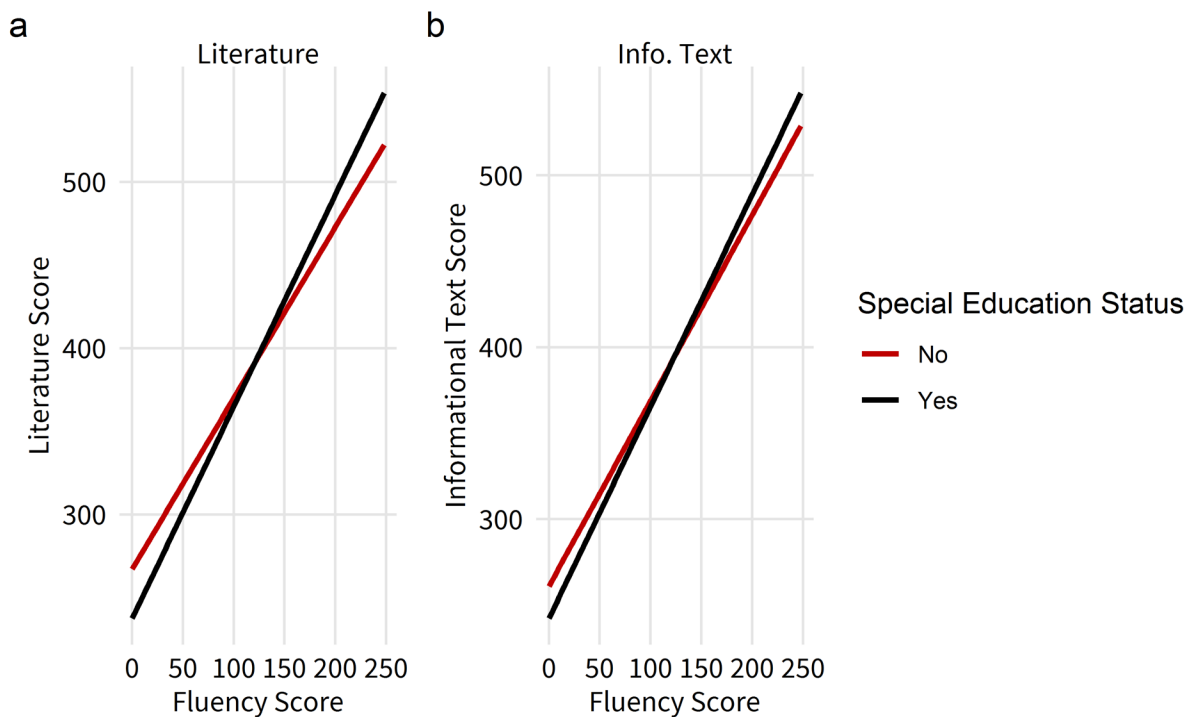 a
Literature
Literature Score
500
400
300
0 50 100 150 200 250
Fluency Score
b
Info. Text
Informational Text Score
500
400
300
0 50 100 150 200 250
Fluency Score
Special Education Status
No
Yes